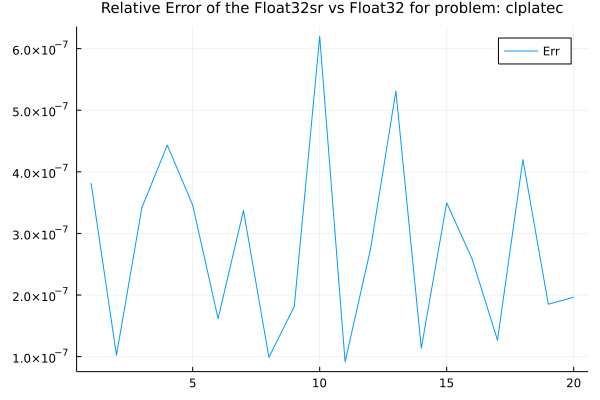 Relative Error of the Float32sr vs Float32 for problem: clplatec
Err
6.0×10⁻⁷
5.0×10⁻⁷
4.0×10⁻⁷
3.0×10⁻⁷
2.0×10⁻⁷
1.0×10⁻⁷
5 10 15 20